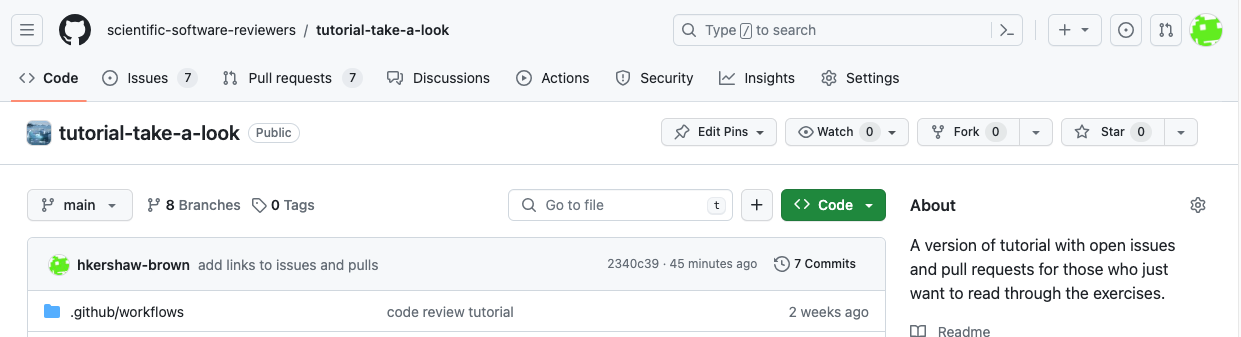 scientific-software-reviewers / tutorial-take-a-look
Type / to search
Code Issues 7 Pull requests 7 Discussions Actions Security Insights Settings
tutorial-take-a-look Public
Edit Pins Watch 0 Fork 0 Star 0
main 8 Branches 0 Tags Go to file t Code
About
A version of tutorial with open issues
and pull requests for those who just
want to read through the exercises.
Readme
hkershaw-brown add links to issues and pulls 2340c39 · 45 minutes ago 7 Commits
.github/workflows code review tutorial 2 weeks ago